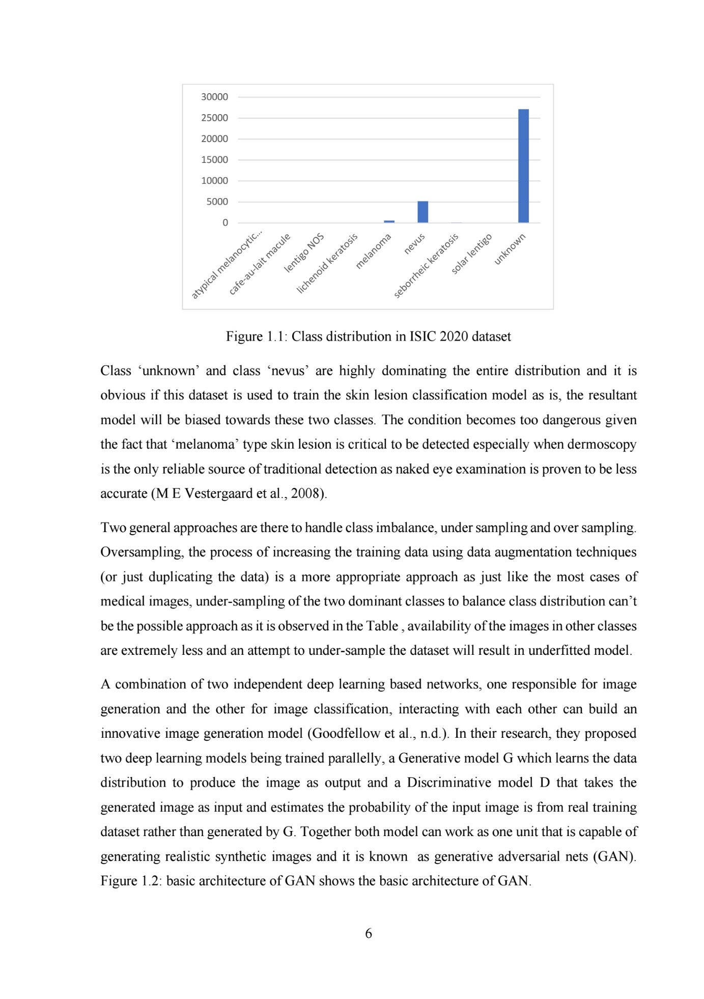 30000
25000
20000
15000
10000
5000
0
atypical melanocytic...
cafe-au-lait macule
lentigo NOS
lichenoid keratosis
melanoma
nevus
seborrheic keratosis
solar lentigo
unknown
Figure 1.1: Class distribution in ISIC 2020 dataset
Class ‘unknown’ and class ‘nevus’ are highly dominating the entire distribution and it is
obvious if this dataset is used to train the skin lesion classification model as is, the resultant
model will be biased towards these two classes. The condition becomes too dangerous given
the fact that ‘melanoma’ type skin lesion is critical to be detected especially when dermoscopy
is the only reliable source of traditional detection as naked eye examination is proven to be less
accurate (M E Vestergaard et al., 2008).
Two general approaches are there to handle class imbalance, under sampling and over sampling.
Oversampling, the process of increasing the training data using data augmentation techniques
(or just duplicating the data) is a more appropriate approach as just like the most cases of
medical images, under-sampling of the two dominant classes to balance class distribution can’t
be the possible approach as it is observed in the Table , availability of the images in other classes
are extremely less and an attempt to under-sample the dataset will result in underfitted model.
A combination of two independent deep learning based networks, one responsible for image
generation and the other for image classification, interacting with each other can build an
innovative image generation model (Goodfellow et al., n.d.). In their research, they proposed
two deep learning models being trained parallelly, a Generative model G which learns the data
distribution to produce the image as output and a Discriminative model D that takes the
generated image as input and estimates the probability of the input image is from real training
dataset rather than generated by G. Together both model can work as one unit that is capable of
generating realistic synthetic images and it is known  as generative adversarial nets (GAN).
Figure 1.2: basic architecture of GAN shows the basic architecture of GAN.
6